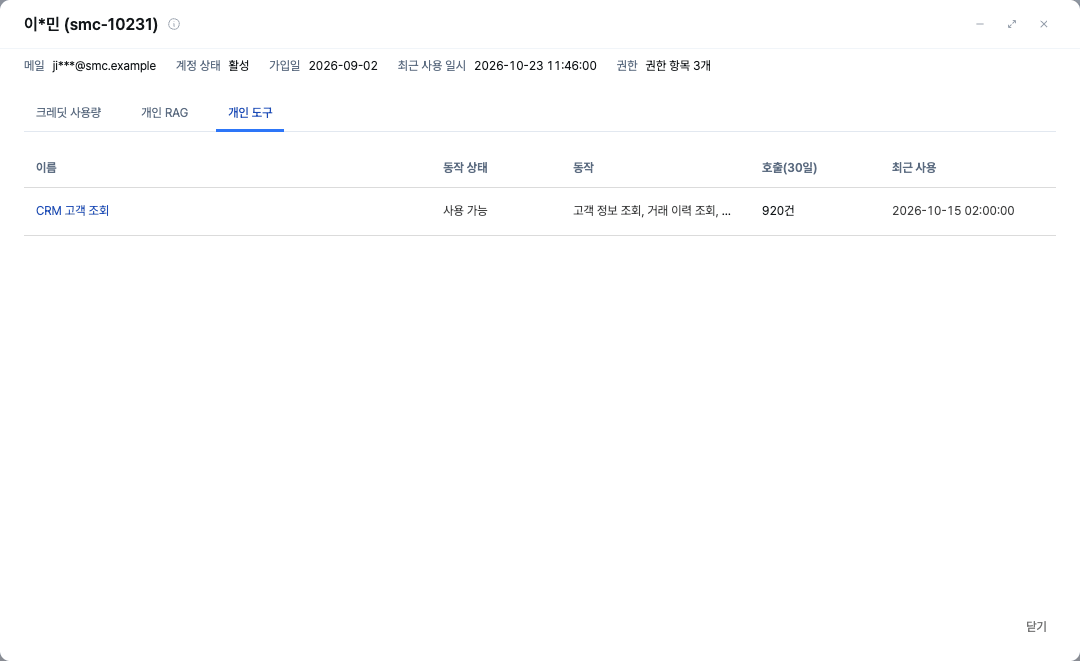 이*민 (smc-10231)
메일 ji***@smc.example 계정 상태 활성 가입일 2026-09-02 최근 사용 일시 2026-10-23 11:46:00 권한 권한 항목 3개
크레딧 사용량 개인 RAG 개인 도구
이름 동작 상태 동작 호출(30일) 최근 사용
CRM 고객 조회 사용 가능 고객 정보 조회, 거래 이력 조회, ... 920건 2026-10-15 02:00:00
닫기